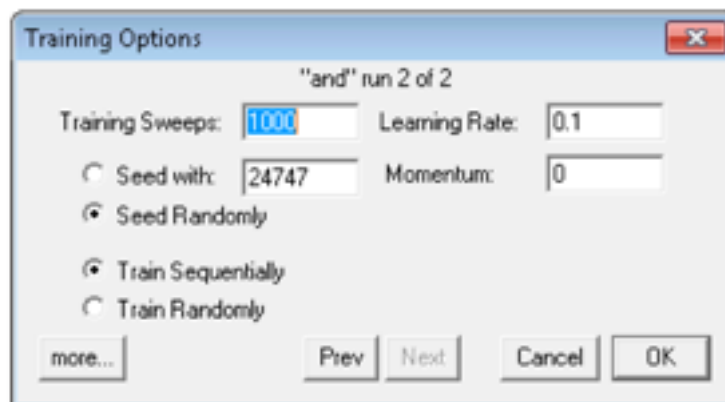 Training Options
"and" run 2 of 2
Training Sweeps: 1000 Learning Rate: 0.1
Seed with: 24747 Momentum: 0
Seed Randomly
Train Sequentially
Train Randomly
more... Prev Next Cancel OK